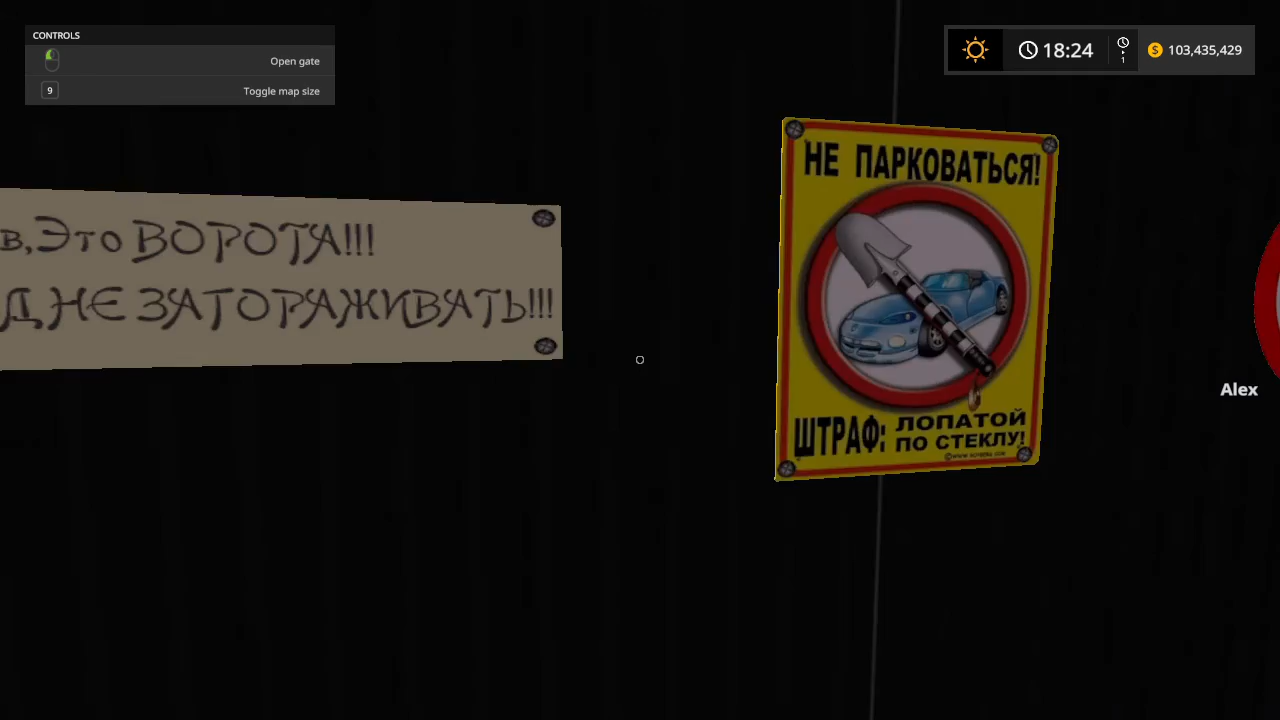 CONTROLS
Open gate
9
Toggle map size
18:24
1
103,435,429
в, Это ВОРОТА!!!
Д НЕ ЗАГОРАЖИВАТЬ!!!
НЕ ПАРКОВАТЬСЯ!
ШТРАФ: ЛОПАТОЙ
ПО СТЕКЛУ!
Alex